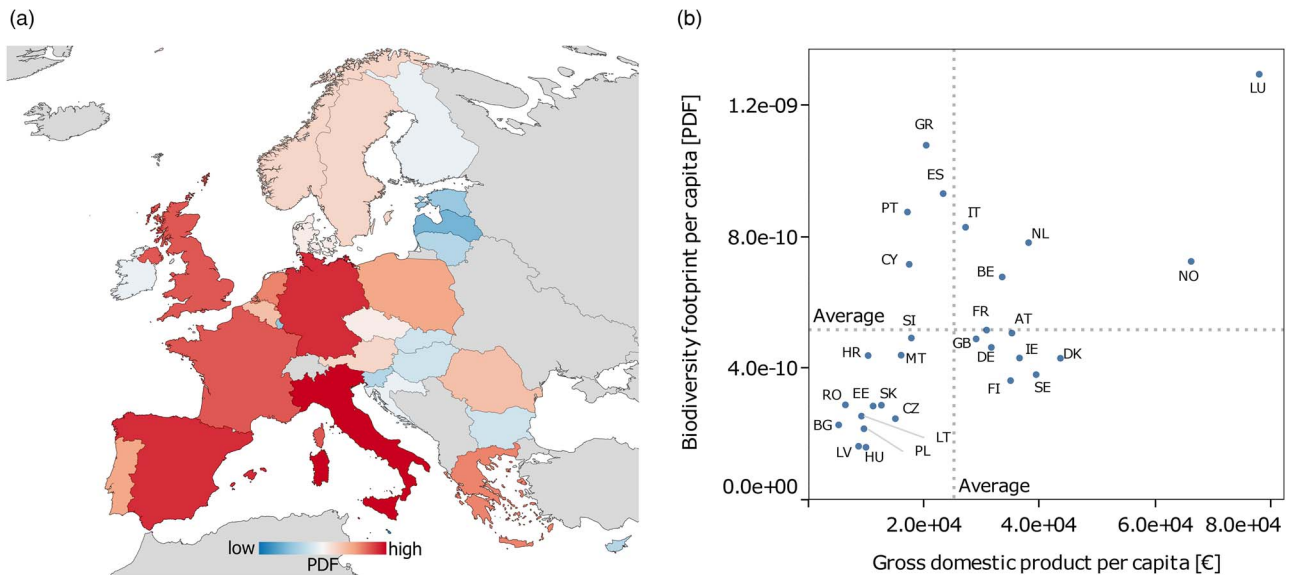 (a)
low
high
PDF
(b)
Biodiversity footprint per capita [PDF]
1.2e-09
8.0e-10
4.0e-10
0.0e+00
LU
GR
ES
PT
IT
NL
CY
BE
NO
Average
FR
AT
SI
GB
DE
IE
DK
HR
MT
FI
SE
RO
EE
SK
CZ
BG
LT
PL
LV
HU
Average
2.0e+04
4.0e+04
6.0e+04
8.0e+04
Gross domestic product per capita [€]